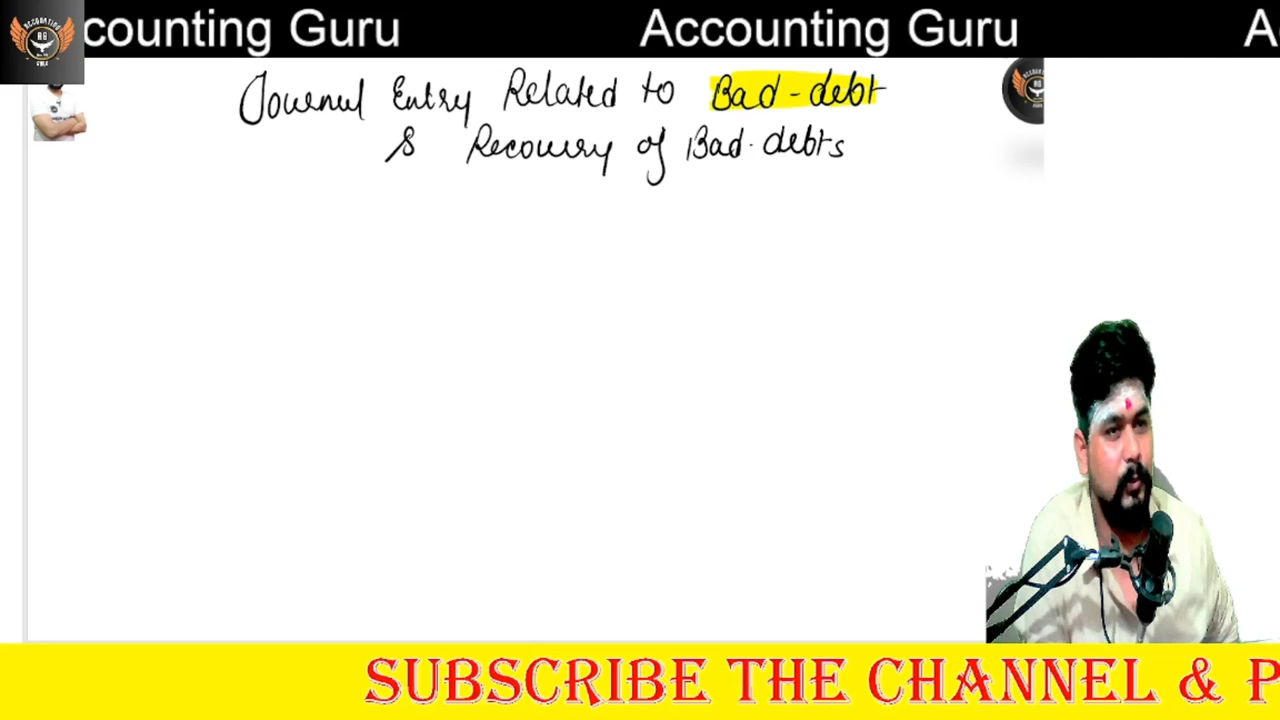 counting Guru Accounting Guru A
Journal Entry Related to Bad-debt
& Recovery of Bad-debts
SUBSCRIBE THE CHANNEL & P